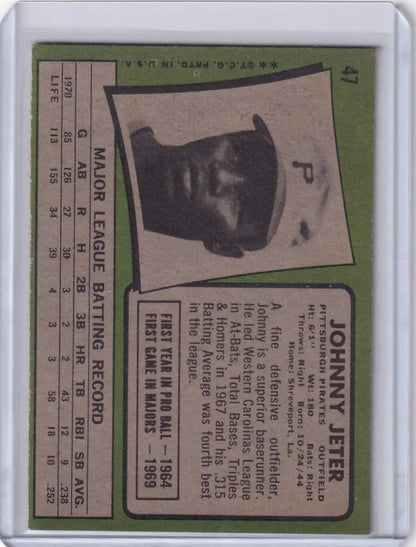 47
JOHNNY JETER
PITTSBURGH PIRATES OUTFIELD
Ht: 6'1" Wt: 180 Bats: Right
Throws: Right Born: 10/24/44
Home: Shreveport, La.
A fine defensive outfielder,
Johnny is a superior baserunner.
He led Western Carolinas League
in At-Bats, Total Bases, Triples
& Homers in 1967 and his .315
Batting Average was fourth best
in the league.
FIRST YEAR IN PRO BALL — 1964
FIRST GAME IN MAJORS — 1969
P
**©T.C.G. PRTD. IN U.S.A.
MAJOR LEAGUE BATTING RECORD
G AB R H 2B 3B HR TB RBI SB AVG.
1970 85 126 27 30 3 2 2 43 12 9 .238
LIFE 113 155 34 39 4 3 3 58 18 10 .252